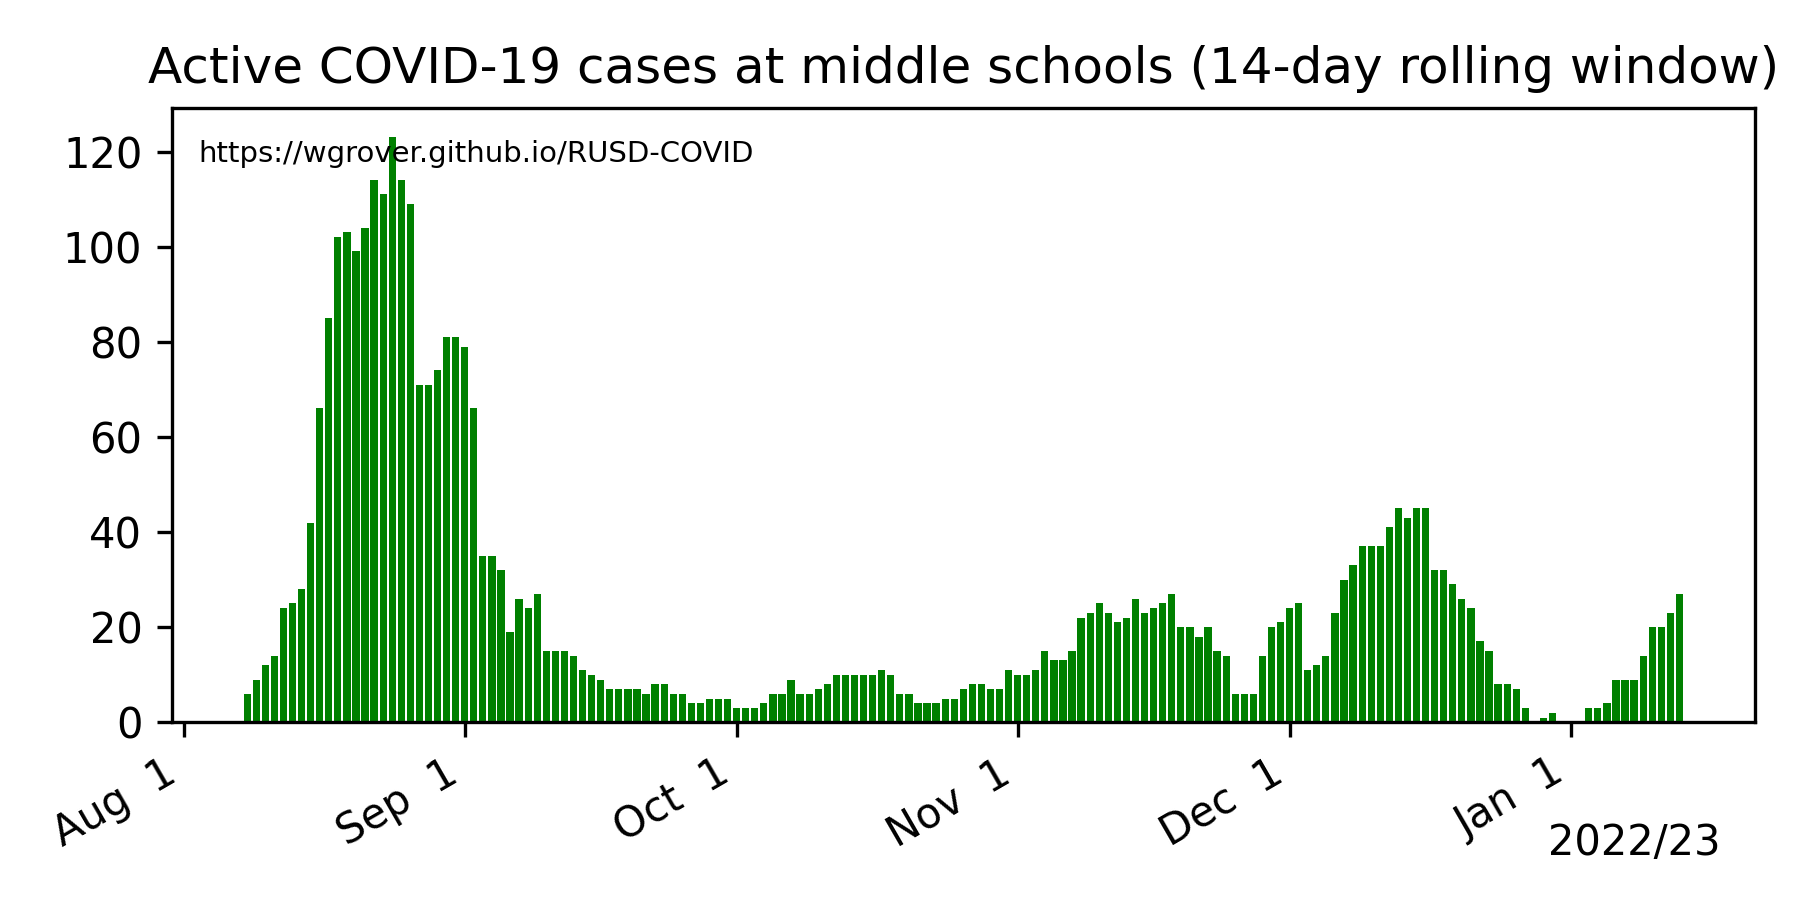 Active COVID-19 cases at middle schools (14-day rolling window)
https://wgrover.github.io/RUSD-COVID
120
100
80
60
40
20
0
Aug 1
Sep 1
Oct 1
Nov 1
Dec 1
Jan 1
2022/23